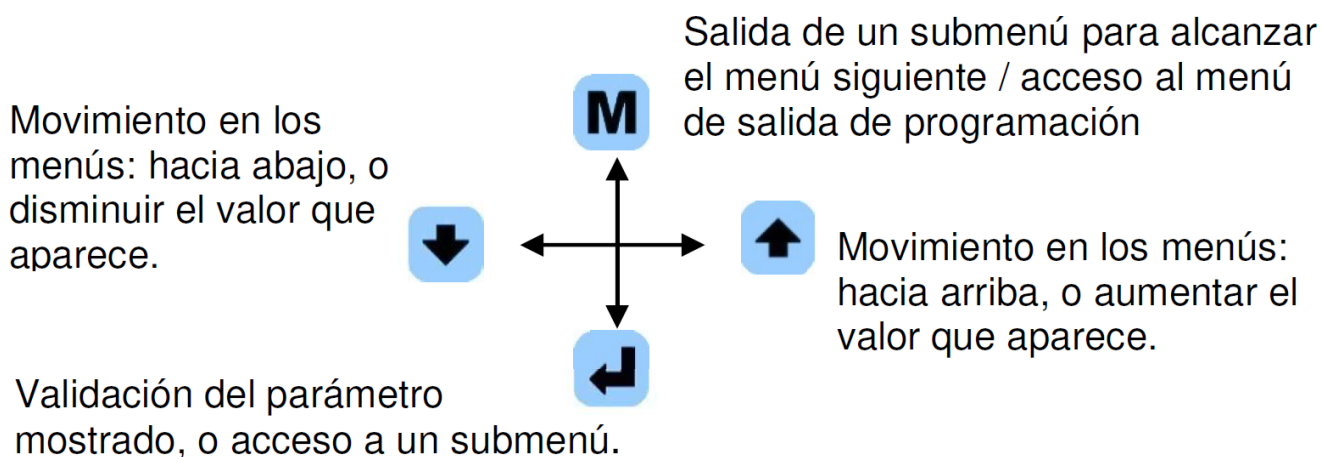 Salida de un submenú para alcanzar
el menú siguiente / acceso al menú
de salida de programación
M
Movimiento en los
menús: hacia abajo, o
disminuir el valor que
aparece.
Movimiento en los menús:
hacia arriba, o aumentar el
valor que aparece.
Validación del parámetro
mostrado, o acceso a un submenú.